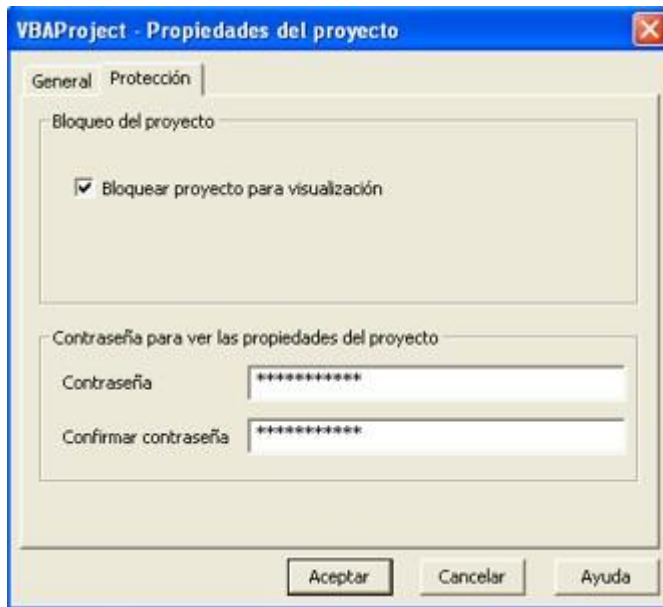 VBAProject - Propiedades del proyecto
General Protección
Bloqueo del proyecto
Bloquear proyecto para visualización
Contraseña para ver las propiedades del proyecto
Contraseña ***********
Confirmar contraseña ***********
Aceptar Cancelar Ayuda